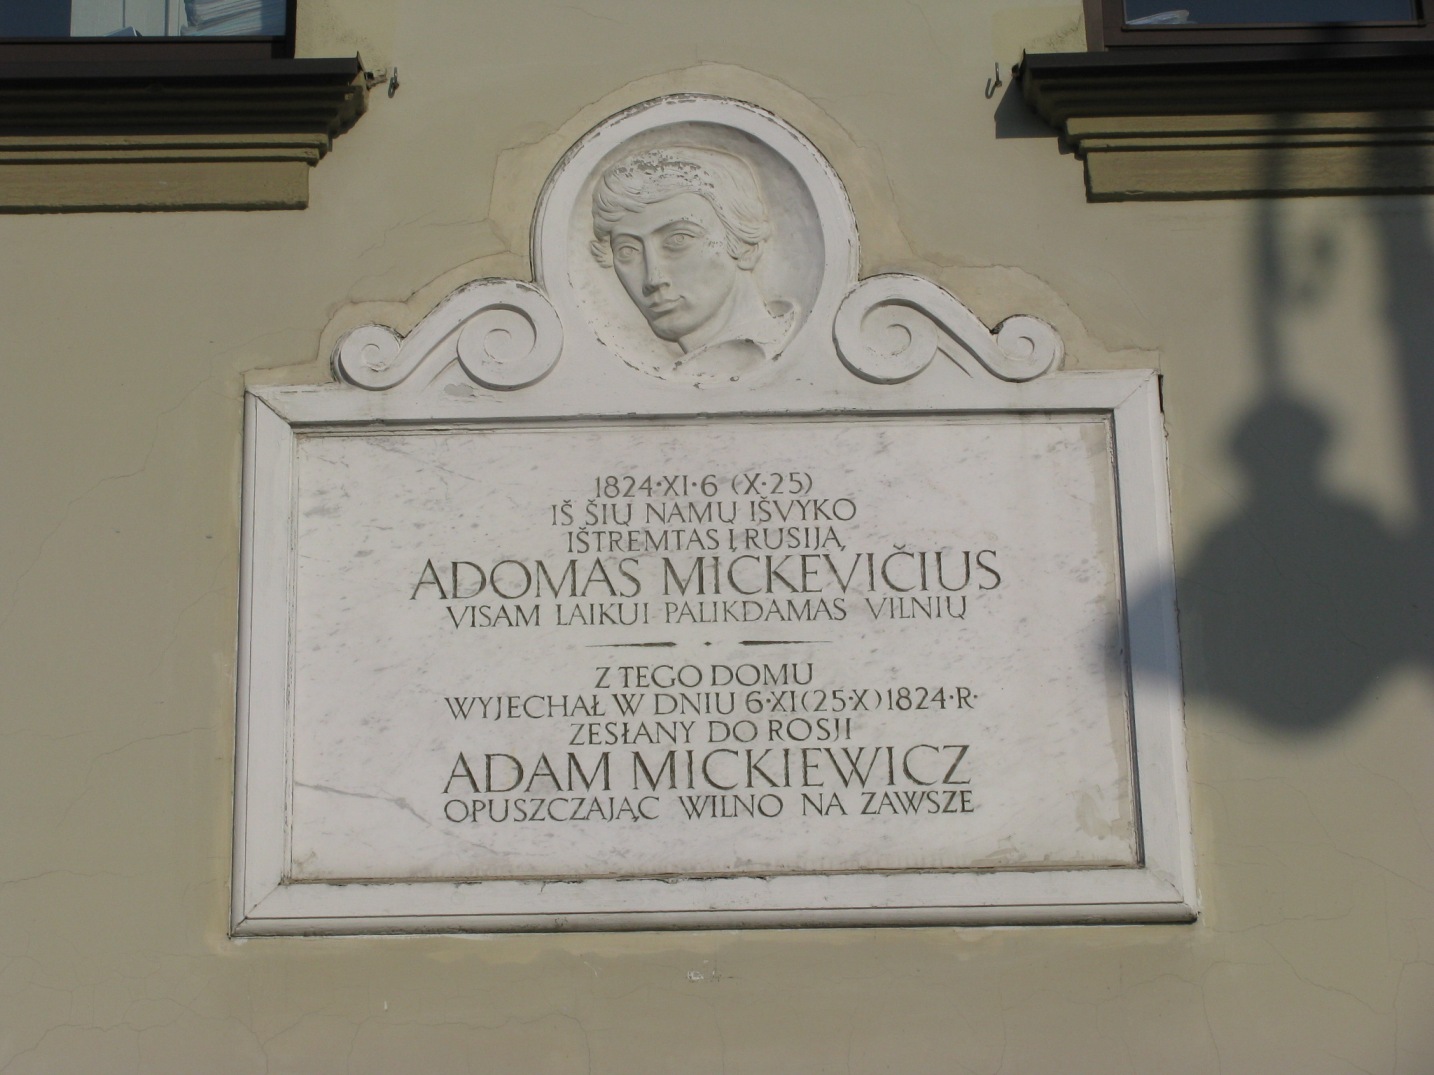 1824·XI·6 (X·25)
IŠ ŠIŲ NAMŲ IŠVYKO
IŠTREMTAS Į RUSIJĄ
ADOMAS MICKEVIČIUS
VISAM LAIKUI PALIKDAMAS VILNIŲ
Z TEGO DOMU
WYJECHAŁ W DNIU 6·XI(25·X)1824·R·
ZESŁANY DO ROSJI
ADAM MICKIEWICZ
OPUSZCZAJĄC WILNO NA ZAWSZE